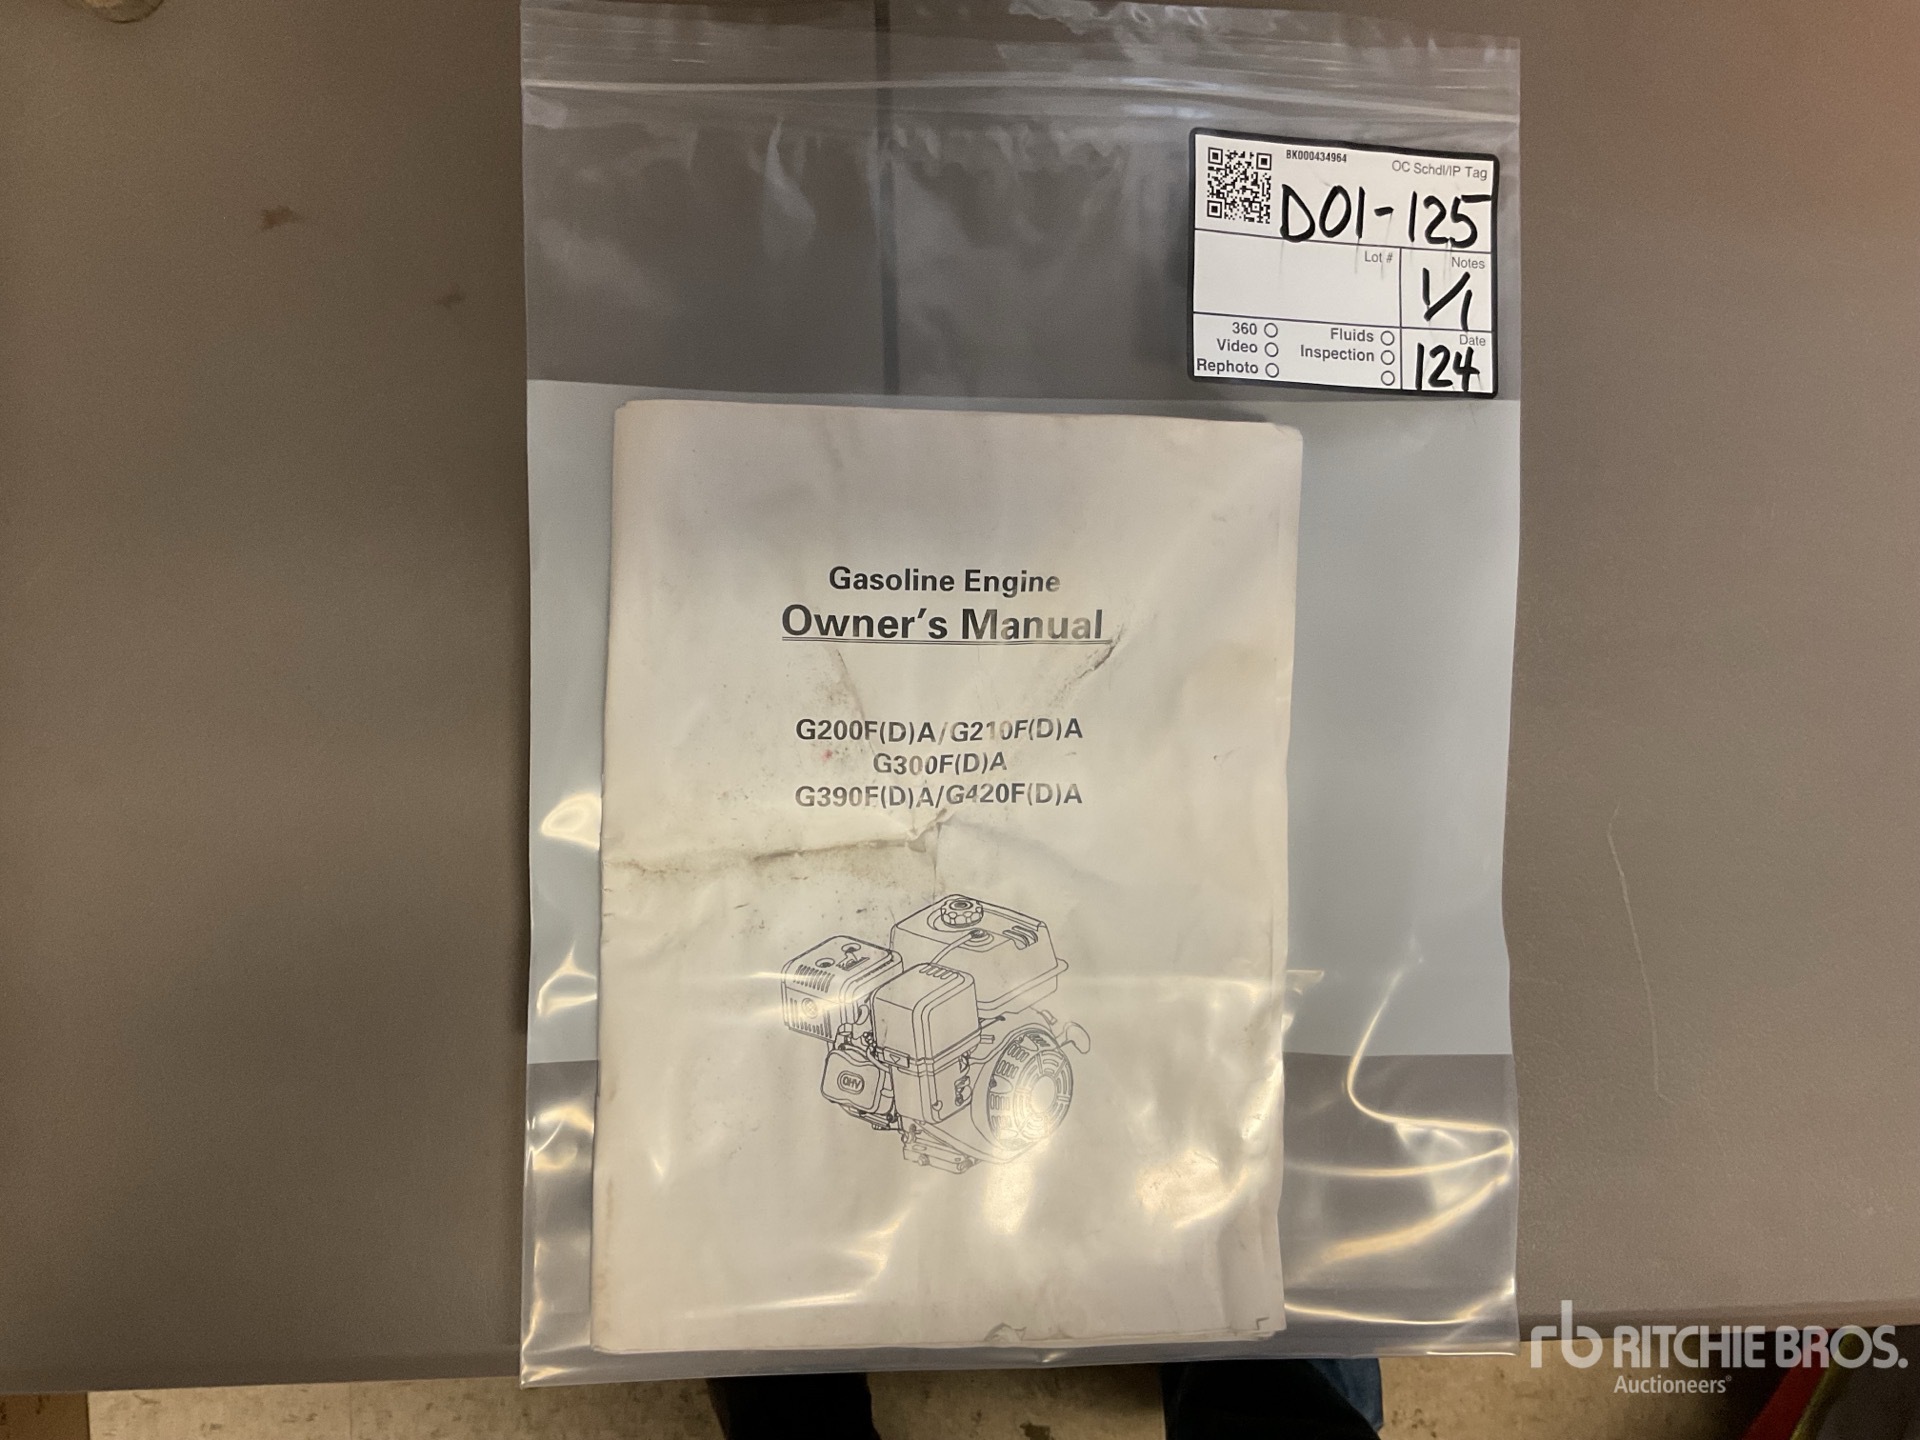 BK000434964
OC Schdl/IP Tag
D01-125
Lot #
Notes
1/1
360
Fluids
Date
Video
Inspection
124
Rephoto
Gasoline Engine
Owner's Manual
G200F(D)A/G210F(D)A
G300F(D)A
G390F(D)A/G420F(D)A
OHV
rb RITCHIE BROS.
Auctioneers®